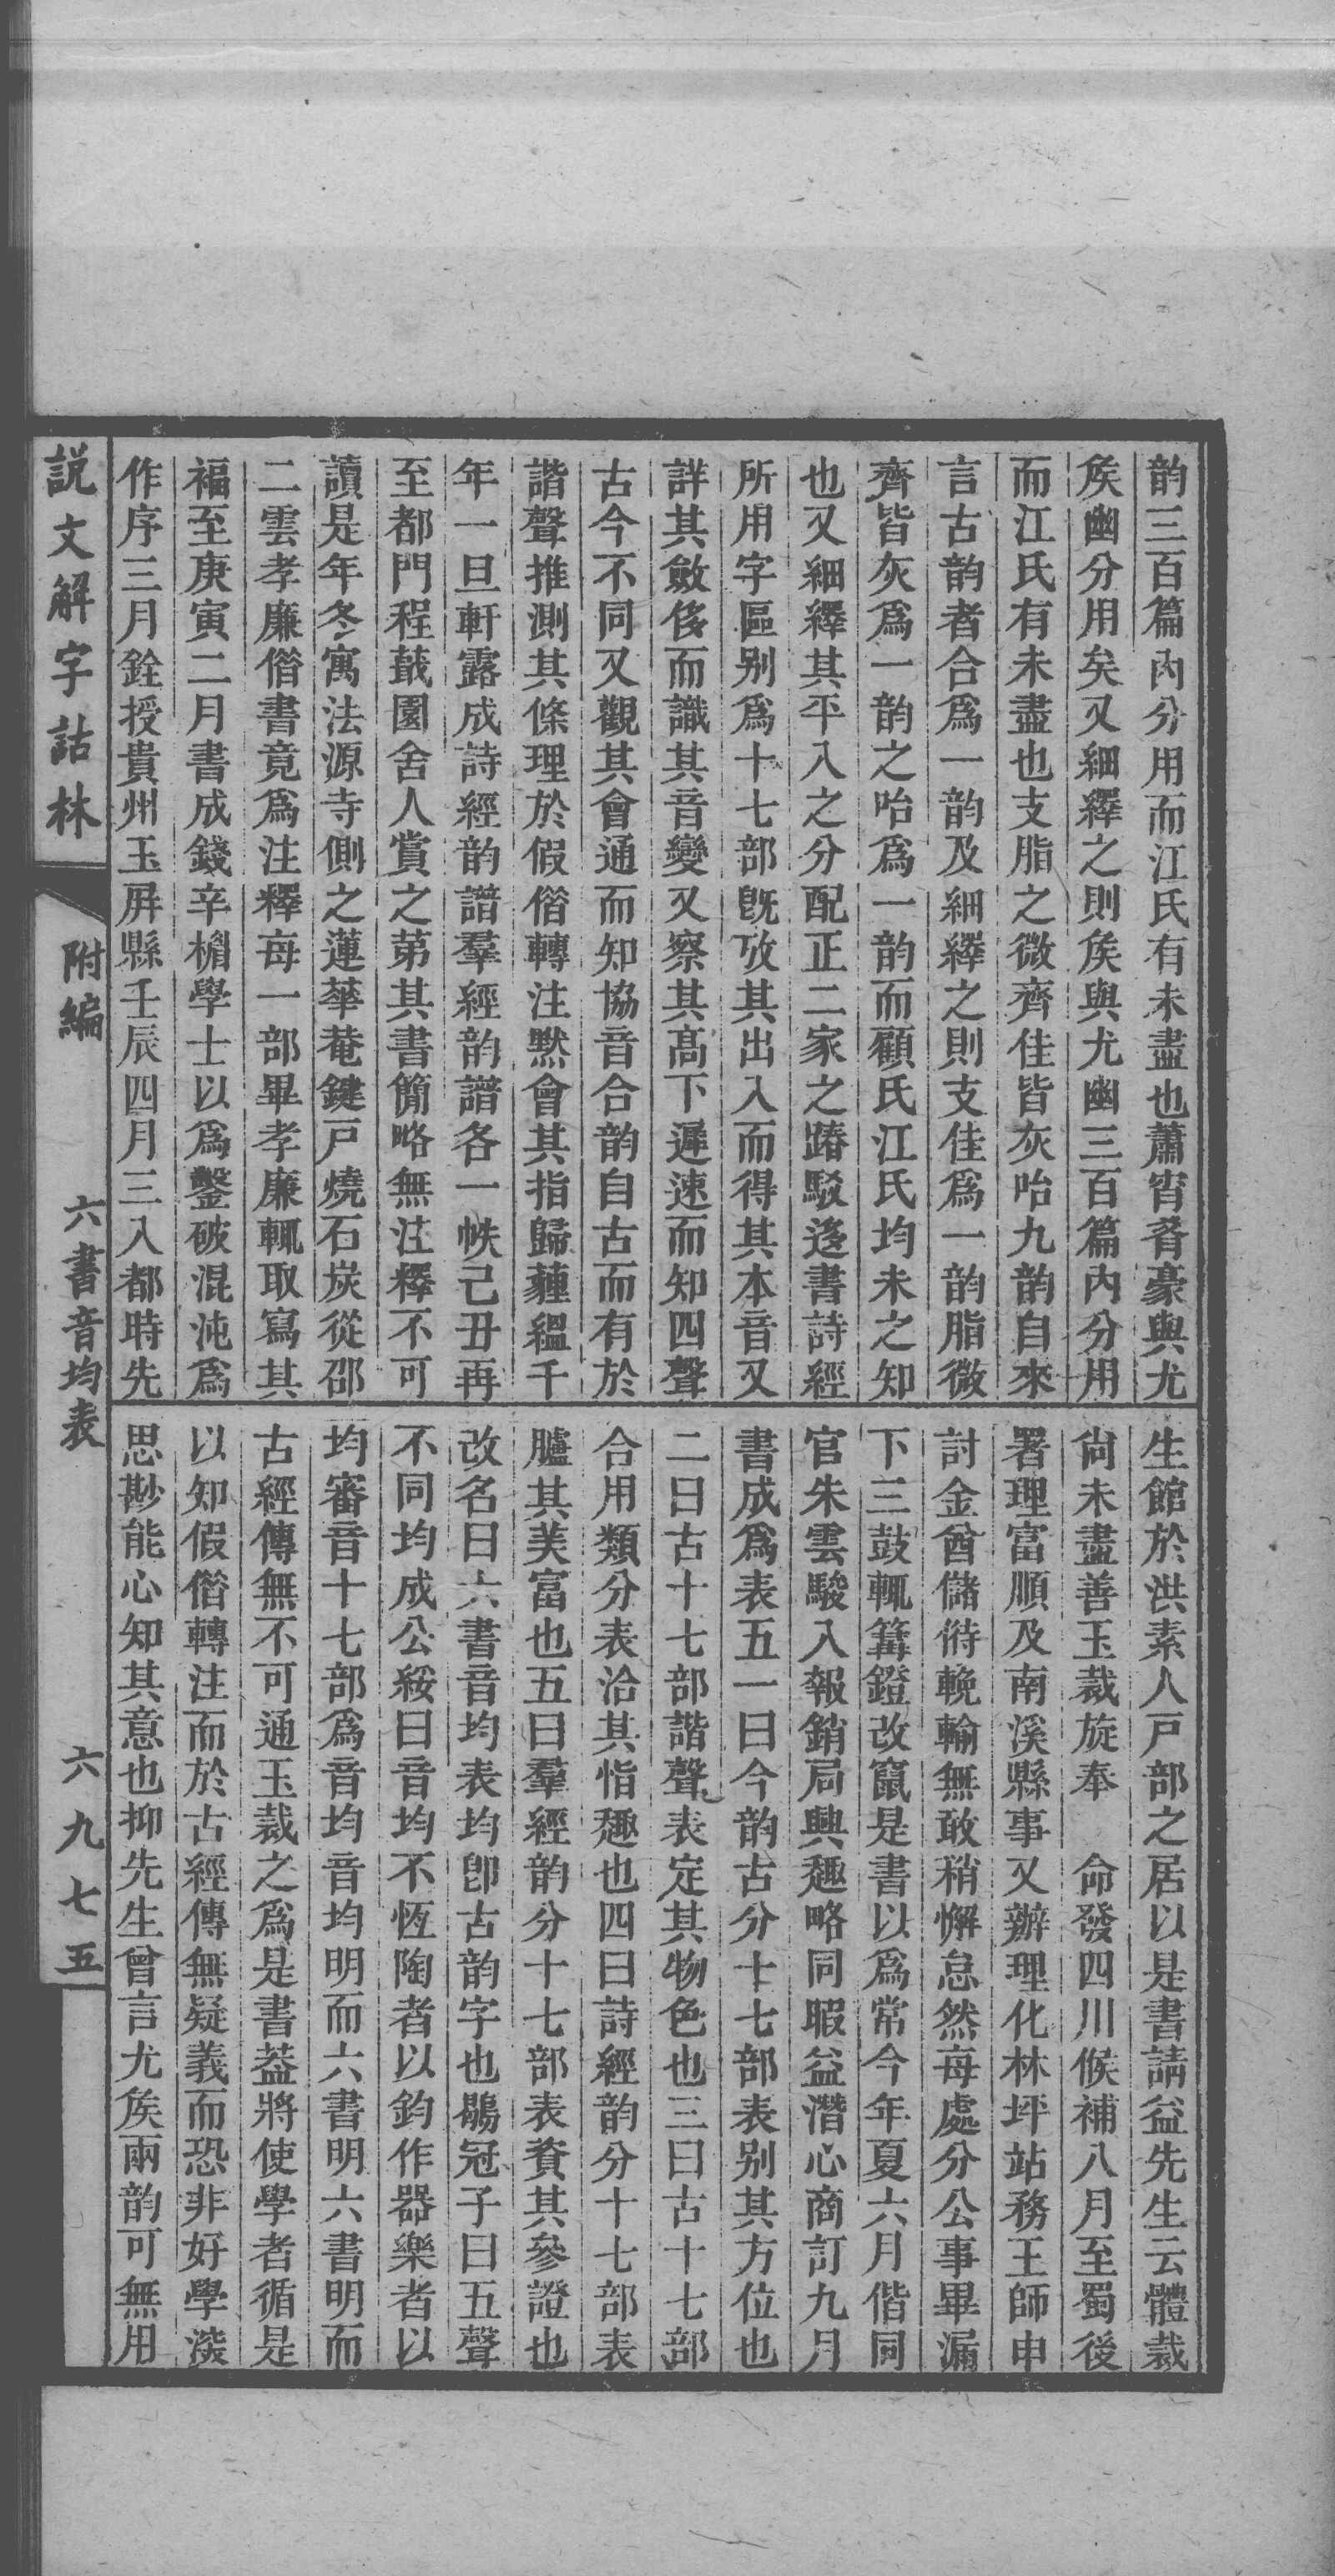 韵三百篇內分用而江氏有未盡也蕭宵肴豪與尤
矦幽分用矣又細繹之則矦與尤幽三百篇內分用
而江氏有未盡也支脂之微齊佳皆灰咍九韵自來
言古韵者合爲一韵及細繹之則支佳爲一韵脂微
齊皆灰爲一韵之咍爲一韵而顧氏江氏均未之知
也又細繹其平入之分配正二家之踳駁逡書詩經
所用字區别爲十七部旣攷其出入而得其本音又
詳其斂侈而識其音變又察其高下遲速而知四聲
古今不同又觀其會通而知協音合韵自古而有於
諧聲推測其條理於假借轉注黙會其指歸薶緼千
年一旦軒露成詩經韵譜羣經韵譜各一帙己丑再
至都門程蕺園舍人賞之苐其書簡略無注釋不可
讀是年冬寓法源寺側之蓮華菴鍵戸燒石炭從邵
二雲孝廉借書竟爲注釋每一部畢孝廉輒取寫其
福至庚寅二月書成錢辛楣學士以爲鑿破混沌爲
作序三月銓授貴州玉屏縣壬辰四月三入都時先
生館於洪素人戸部之居以是書請益先生云體裁
尙未盡善玉裁旋奉 命發四川候補八月至蜀後
署理富順及南溪縣事又辦理化林坪站務王師申
討金酋儲偫輓輸無敢稍懈怠然每處分公事畢漏
下三鼓輒篝鐙改竄是書以爲常今年夏六月偕同
官朱雲駿入報銷局興趣略同暇益潛心商訂九月
書成爲表五一曰今韵古分十七部表别其方位也
二曰古十七部諧聲表定其物色也三曰古十七部
合用類分表洽其恉趣也四曰詩經韵分十七部表
臚其美富也五曰羣經韵分十七部表資其參證也
改名曰六書音均表均卽古韵字也鶡冠子曰五聲
不同均成公綏曰音均不恆陶者以鈞作器樂者以
均審音十七部爲音均音均明而六書明六書明而
古經傳無不可通玉裁之爲是書葢將使學者循是
以知假借轉注而於古經傳無疑義而恐非好學湥
思尟能心知其意也抑先生曾言尤矦兩韵可無用
說文解字詁林 附編 六書音均表 六九七五